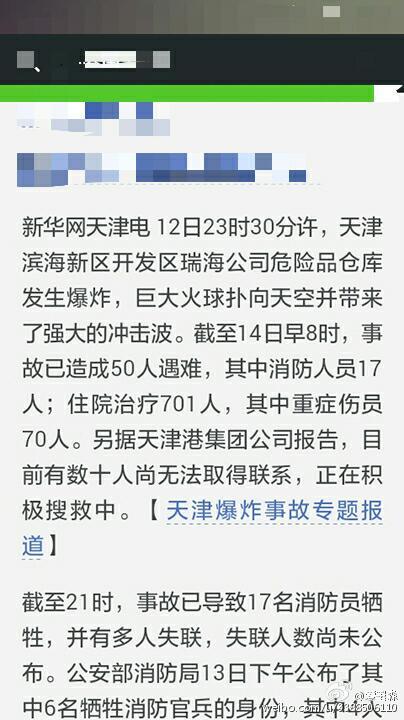 新华网天津电 12日23时30分许，天津
滨海新区开发区瑞海公司危险品仓库
发生爆炸，巨大火球扑向天空并带来
了强大的冲击波。截至14日早8时，事
故已造成50人遇难，其中消防人员17
人；住院治疗701人，其中重症伤员
70人。另据天津港集团公司报告，目
前有数十人尚无法取得联系，正在积
极搜救中。【天津爆炸事故专题报
道】
截至21时，事故已导致17名消防员牺
牲，并有多人失联，失联人数尚未公
布。公安部消防局13日下午公布了其
中6名牺牲消防官兵的身份，共有4人